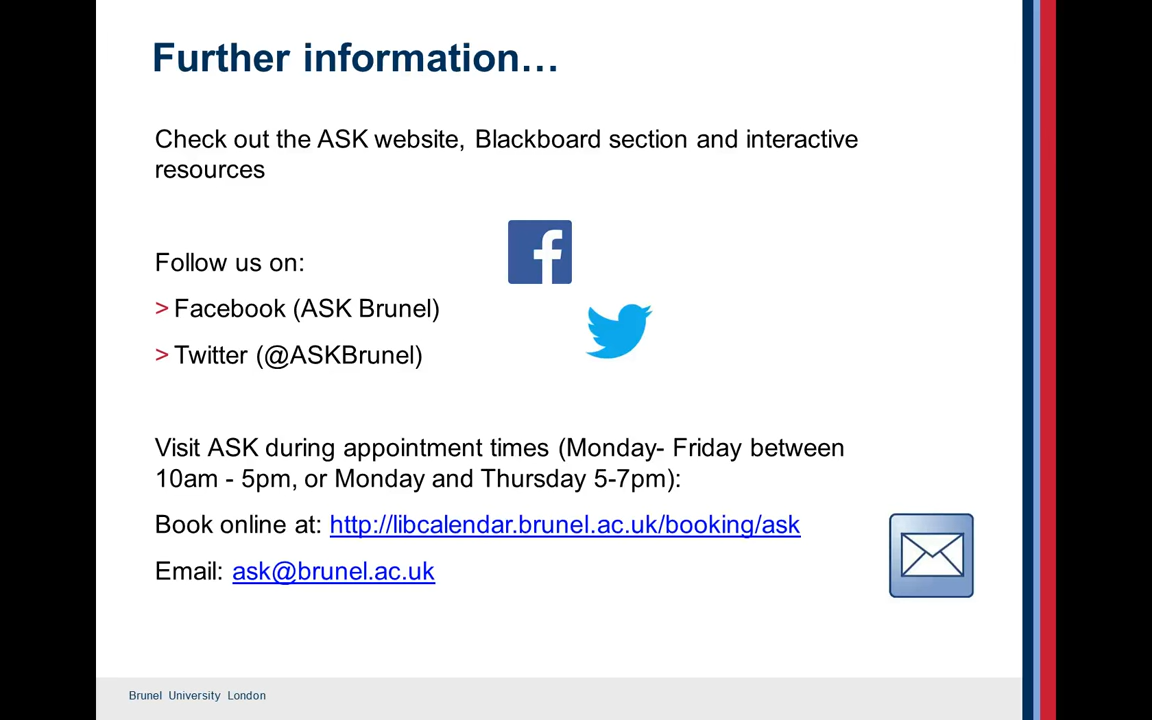 Further information…
Check out the ASK website, Blackboard section and interactive
resources
Follow us on:
> Facebook (ASK Brunel)
> Twitter (@ASKBrunel)
Visit ASK during appointment times (Monday- Friday between
10am - 5pm, or Monday and Thursday 5-7pm):
Book online at: http://libcalendar.brunel.ac.uk/booking/ask
Email: ask@brunel.ac.uk
Brunel University London